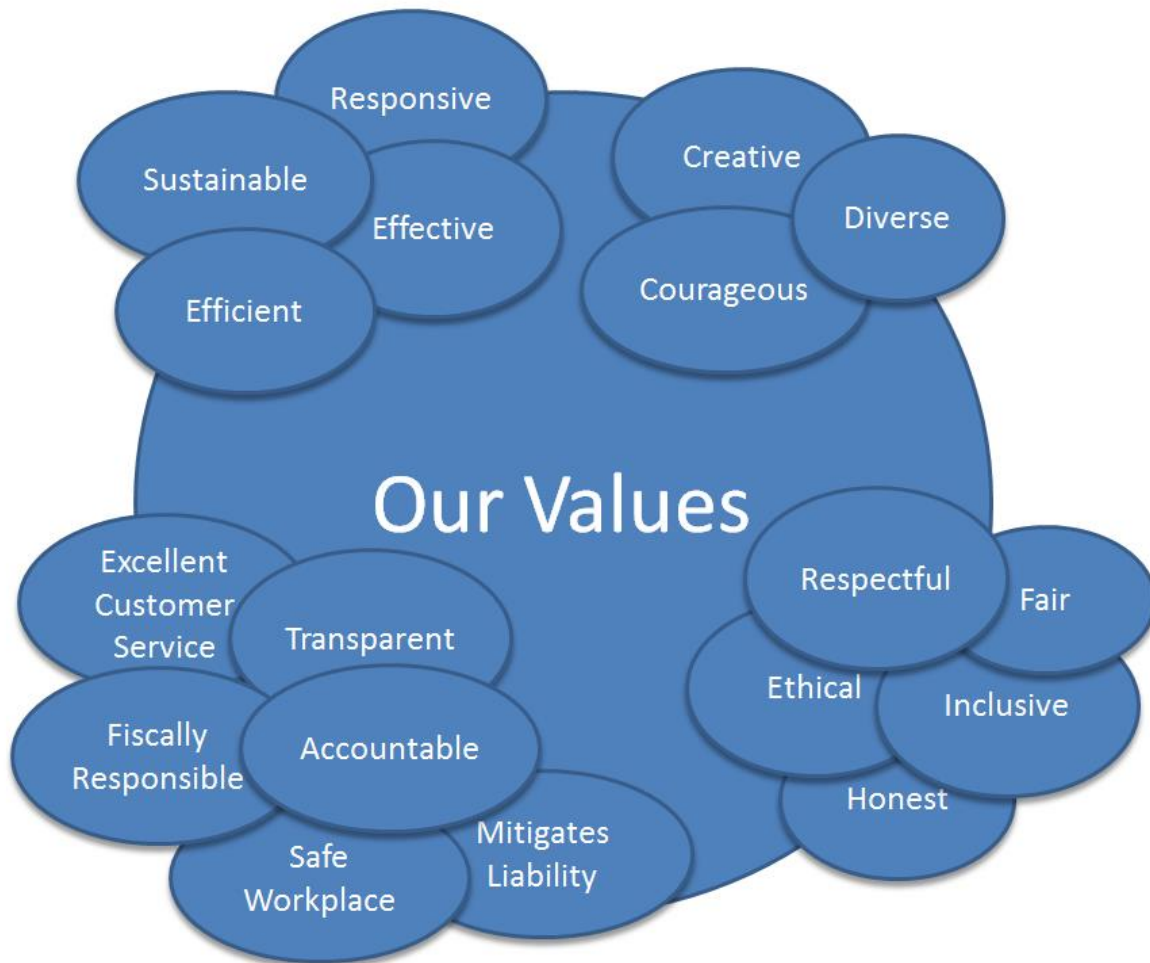 Responsive
Creative
Sustainable
Diverse
Effective
Courageous
Efficient
Our Values
Excellent
Customer
Service
Transparent
Respectful
Fair
Ethical
Inclusive
Fiscally
Responsible
Accountable
Honest
Mitigates
Liability
Safe
Workplace